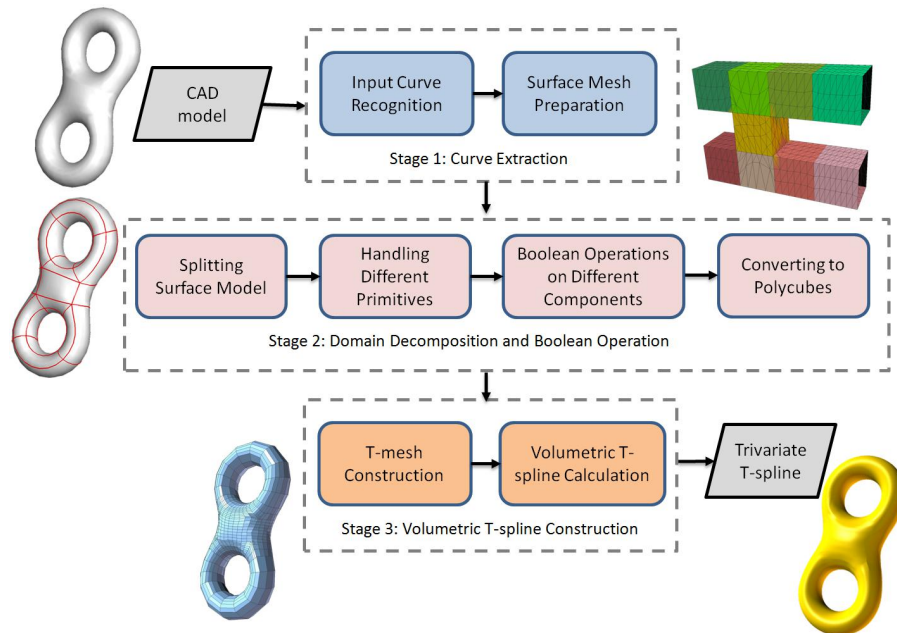 CAD
model
Input Curve
Recognition
Surface Mesh
Preparation
Stage 1: Curve Extraction
Splitting
Surface Model
Handling
Different
Primitives
Boolean Operations
on Different
Components
Converting to
Polycubes
Stage 2: Domain Decomposition and Boolean Operation
T-mesh
Construction
Volumetric T-
spline Calculation
Stage 3: Volumetric T-spline Construction
Trivariate
T-spline